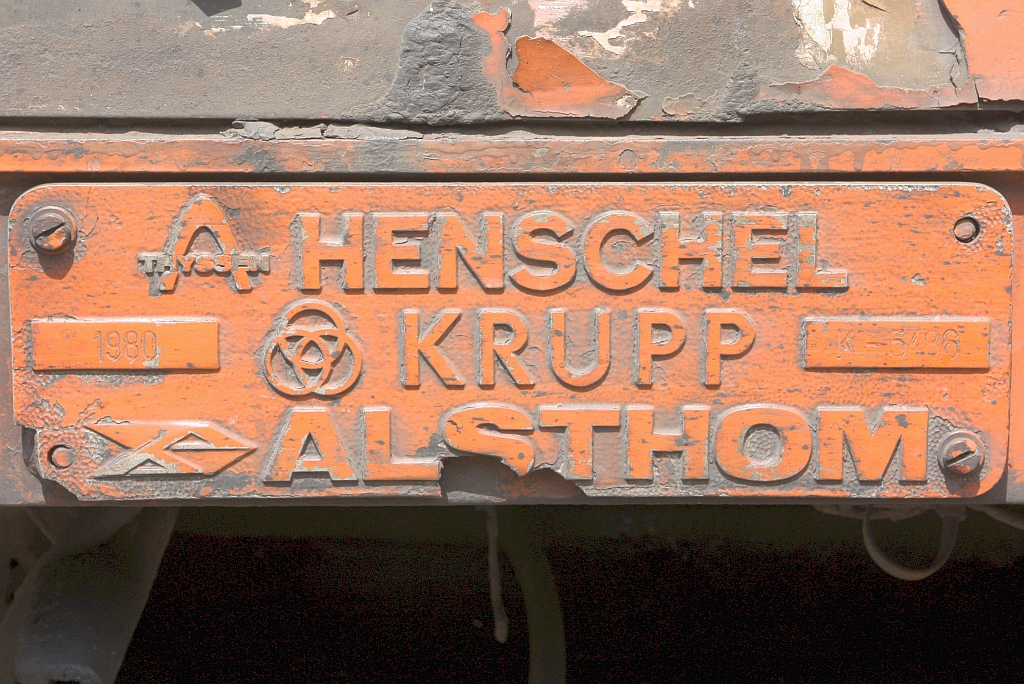 THYSSEN HENSCHEL
1980 KRUPP K-5486
ALSTHOM